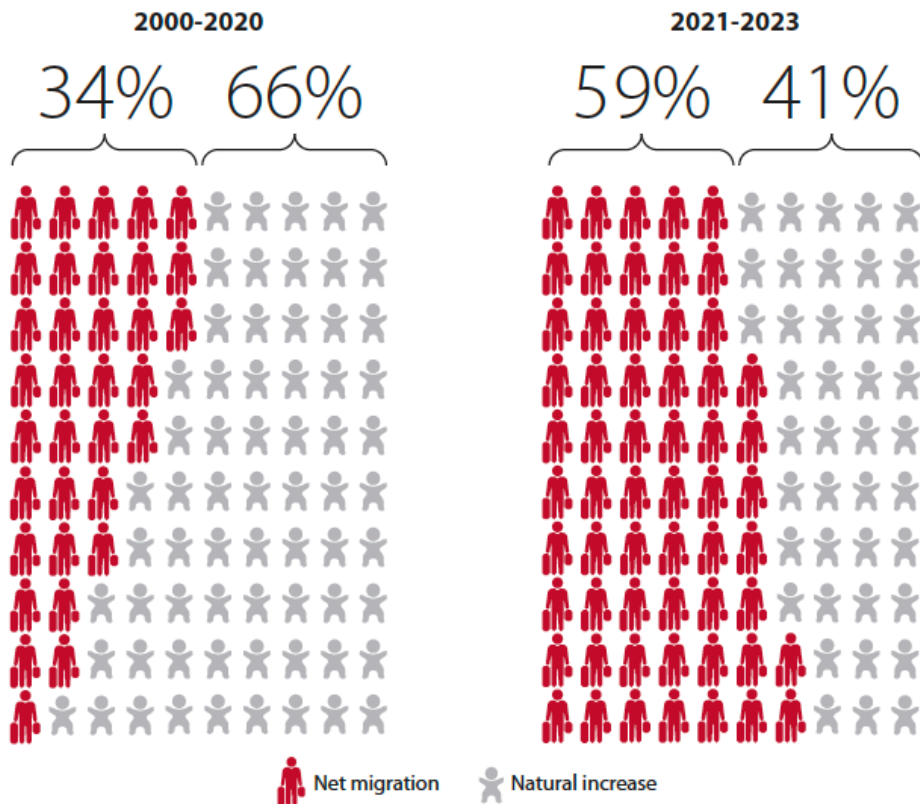 2000-2020
2021-2023
34% 66%
59% 41%
Net migration
Natural increase